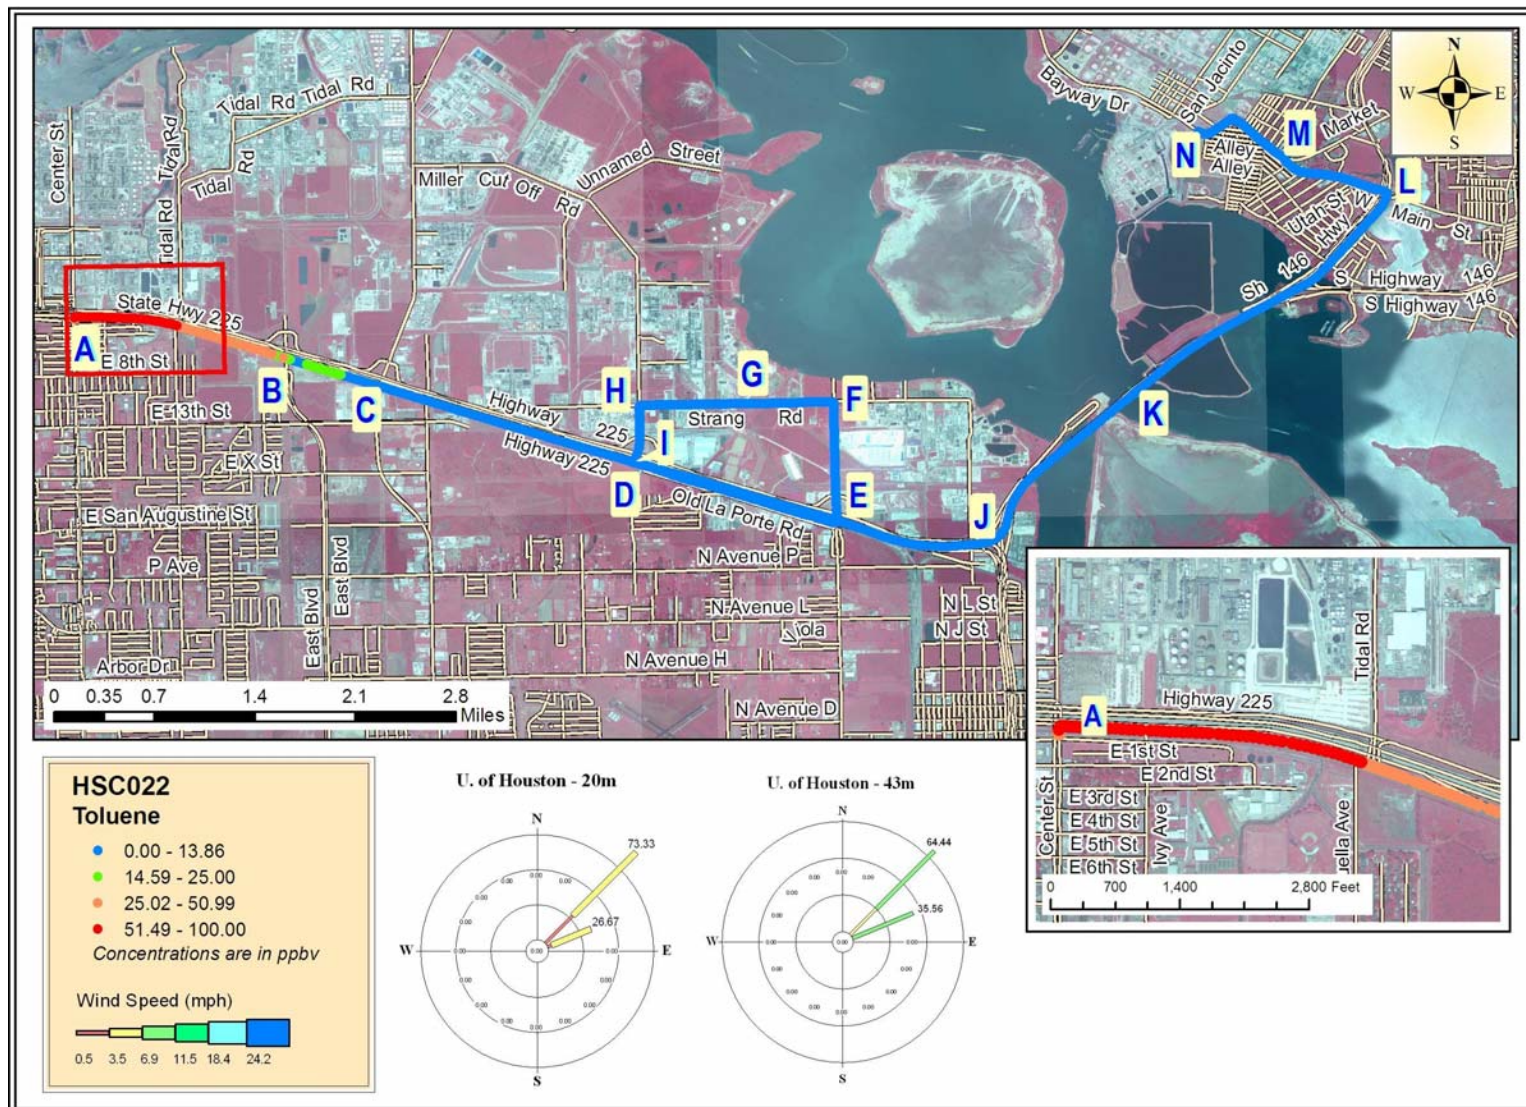 N
W E
S
Bayway Dr
San Jacinto
Tidal Rd
Tidal Rd
Center St
Tidal Rd
Tidal Rd
Tidal Rd
Miller Cut Off Rd
Unnamed Street
M
Market
N
Alley
Alley
L
Utah St
W
Main St
Hwy
146
Sh
S Highway 146
S Highway 146
State Hwy 225
A
E 8th St
B
C
E 13th St
H
G
F
Highway
225
Strang Rd
I
K
Highway 225
D
E
J
E X St
E San Augustine St
Old La Porte Rd
P Ave
N Avenue P
East Blvd
East Blvd
N Avenue L
Viola
N L St
N J St
Arbor Dr
N Avenue H
N Avenue D
0 0.35 0.7 1.4 2.1 2.8
Miles
Tidal Rd
Highway 225
A
E 1st St
E 2nd St
E 3rd St
E 4th St
E 5th St
E 6th St
Center St
Ivy Ave
uella Ave
0 700 1,400 2,800 Feet
HSC022
Toluene
0.00 - 13.86
14.59 - 25.00
25.02 - 50.99
51.49 - 100.00
Concentrations are in ppbv
Wind Speed (mph)
0.5 3.5 6.9 11.5 18.4 24.2
U. of Houston - 20m
N
73.33
26.67
W E
S
U. of Houston - 43m
N
64.44
35.56
W E
S